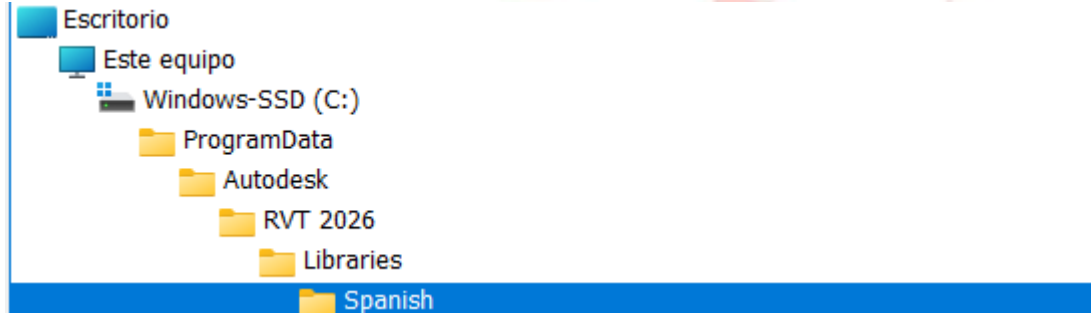 Escritorio
Este equipo
Windows-SSD (C:)
ProgramData
Autodesk
RVT 2026
Libraries
Spanish